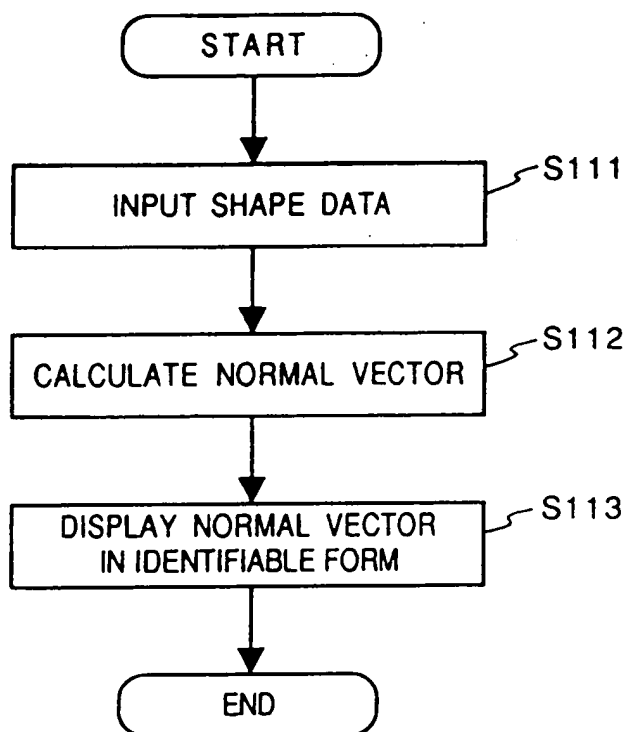 START
INPUT SHAPE DATA
S111
CALCULATE NORMAL VECTOR
S112
DISPLAY NORMAL VECTOR
IN IDENTIFIABLE FORM
S113
END